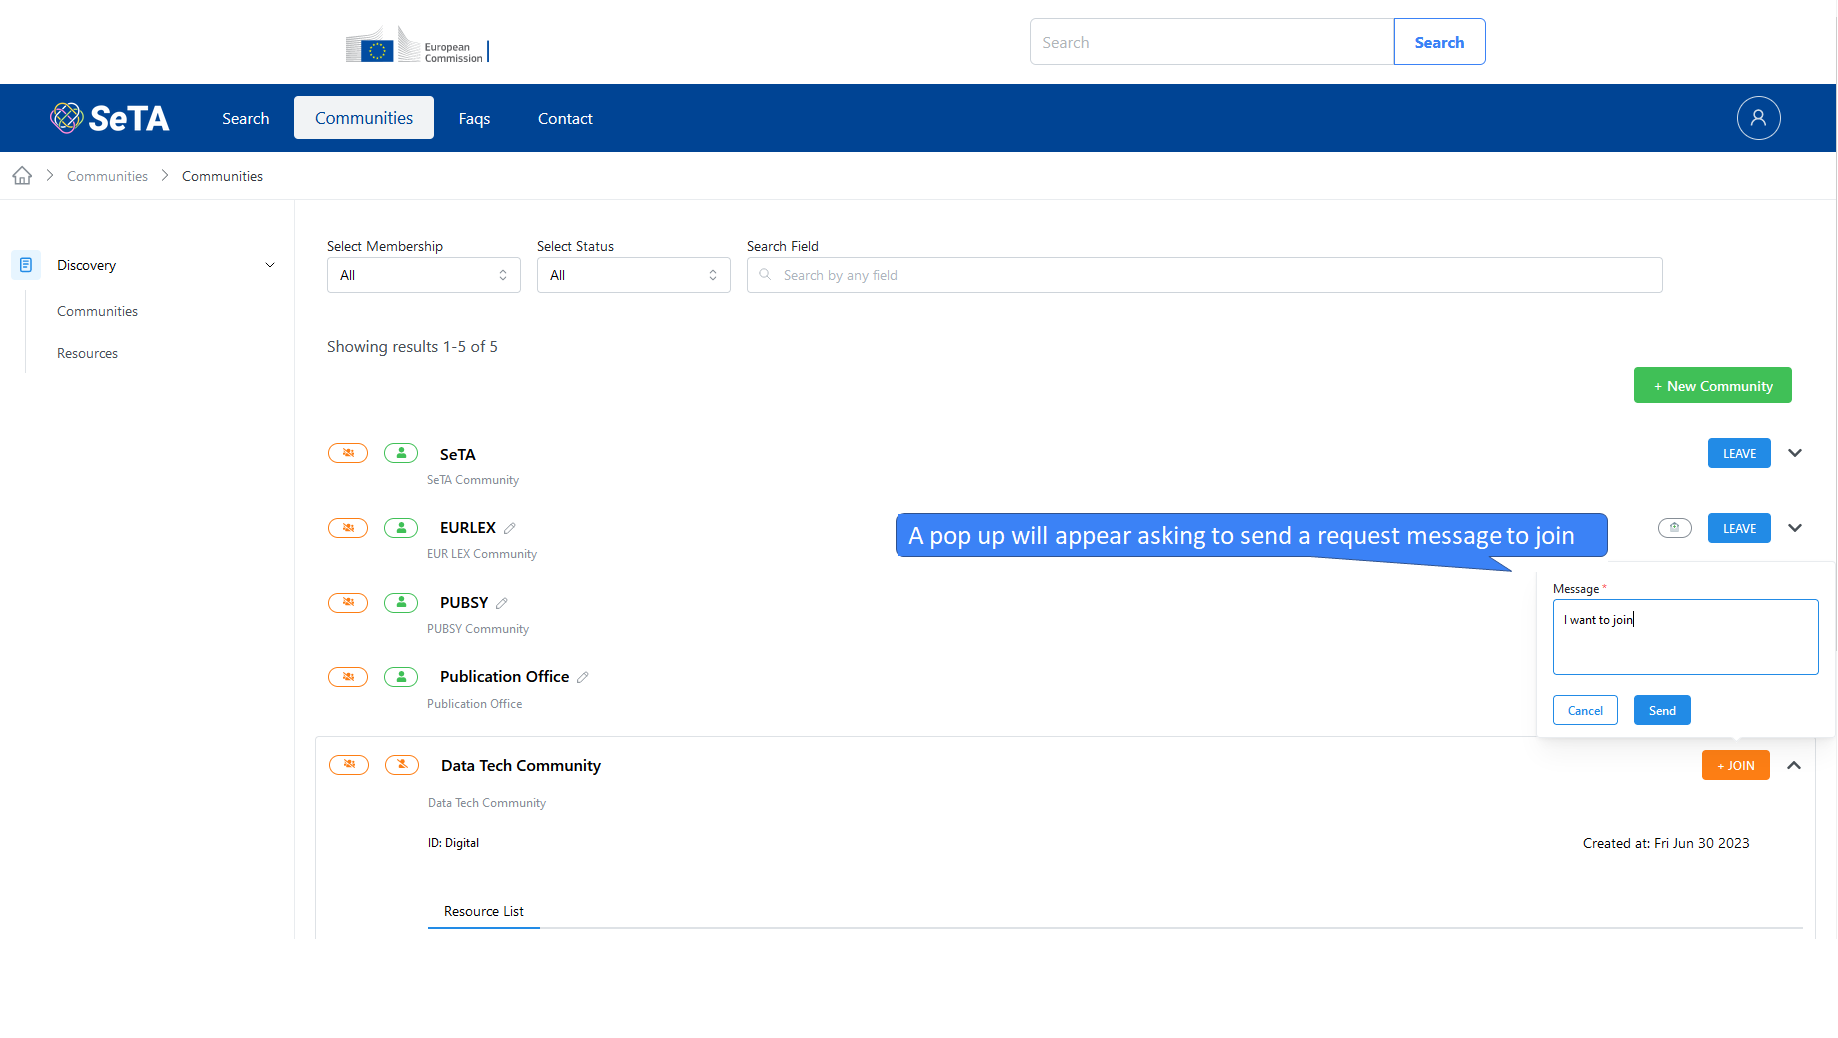 European
Commission
Search
Search
SeTA
Search
Communities
Faqs
Contact
Communities
Communities
Discovery
Communities
Resources
Select Membership
Select Status
Search Field
All
All
Search by any field
Showing results 1-5 of 5
+ New Community
SeTA
LEAVE
SeTA Community
EURLEX
LEAVE
EUR LEX Community
A pop up will appear asking to send a request message to join
PUBSY
PUBSY Community
Message *
I want to join
Publication Office
Publication Office
Cancel
Send
Data Tech Community
+ JOIN
Data Tech Community
ID: Digital
Created at: Fri Jun 30 2023
Resource List